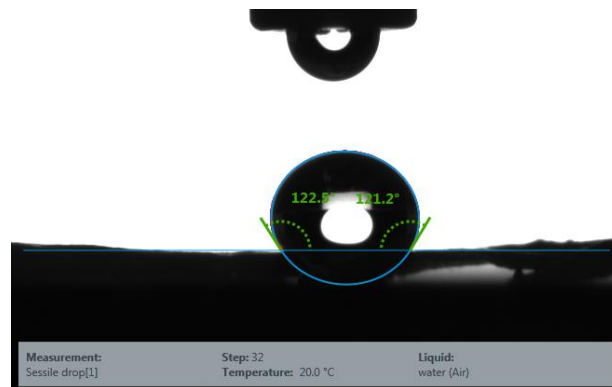 122.5° 121.2°
Measurement: Step: 32 Liquid:
Sessile drop[1] Temperature: 20.0 °C water (Air)